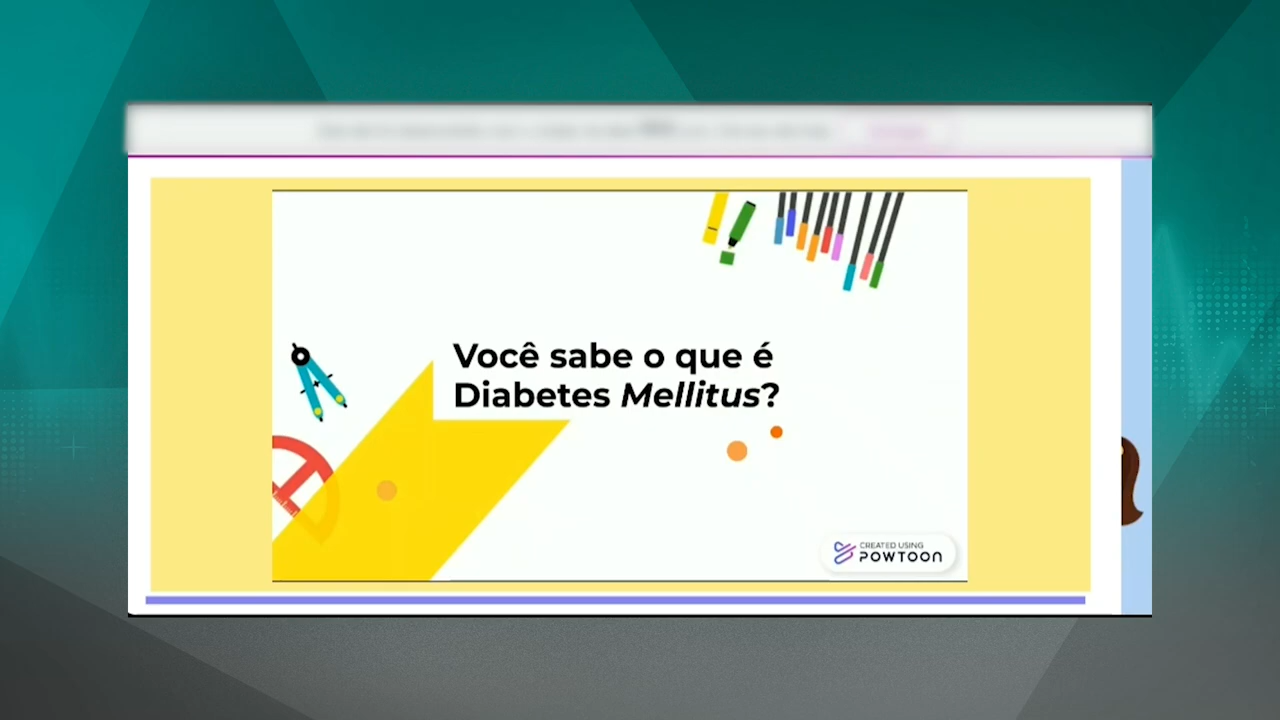 Você sabe o que é
Diabetes Mellitus?
CREATED USING
POWTOON